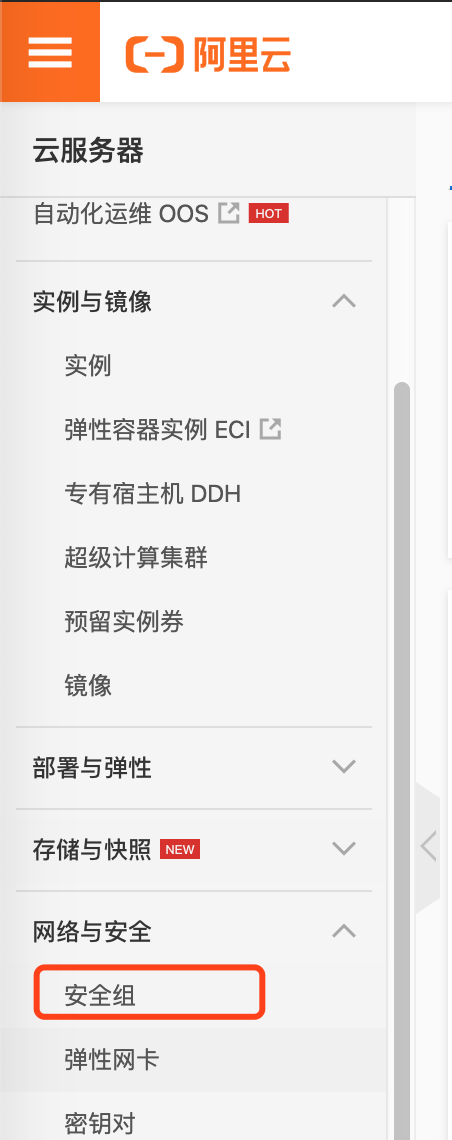 阿里云
云服务器
自动化运维 OOS HOT
实例与镜像
实例
弹性容器实例 ECI
专有宿主机 DDH
超级计算集群
预留实例券
镜像
部署与弹性
存储与快照 NEW
网络与安全
安全组
弹性网卡
密钥对